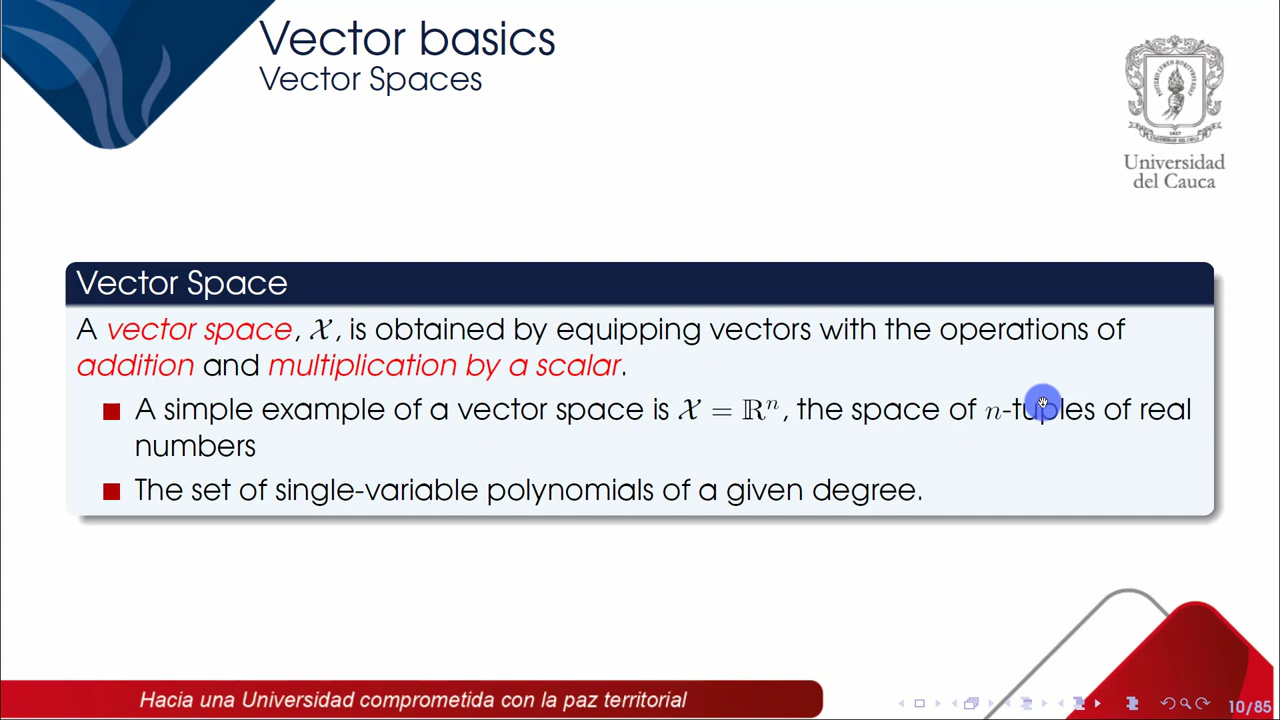 Vector basics
Vector Spaces
Universidad
del Cauca
Vector Space
A vector space, 𝒳, is obtained by equipping vectors with the operations of
addition and multiplication by a scalar.
A simple example of a vector space is 𝒳 = ℝⁿ, the space of n-tuples of real
numbers
The set of single-variable polynomials of a given degree.
Hacia una Universidad comprometida con la paz territorial
10/85